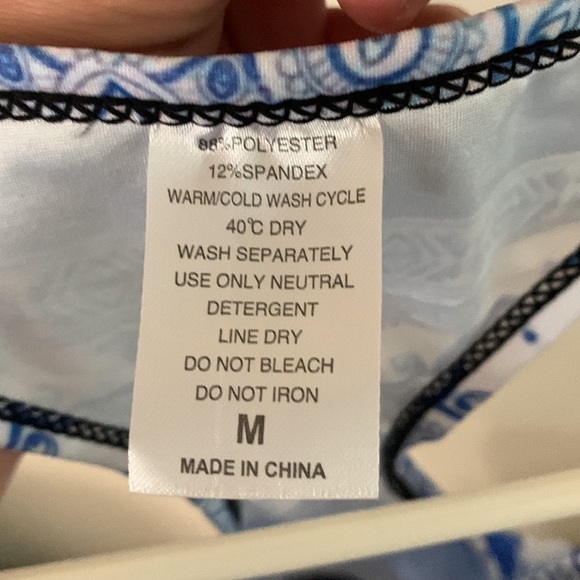 88%POLYESTER
12%SPANDEX
WARM/COLD WASH CYCLE
40℃ DRY
WASH SEPARATELY
USE ONLY NEUTRAL
DETERGENT
LINE DRY
DO NOT BLEACH
DO NOT IRON
M
MADE IN CHINA